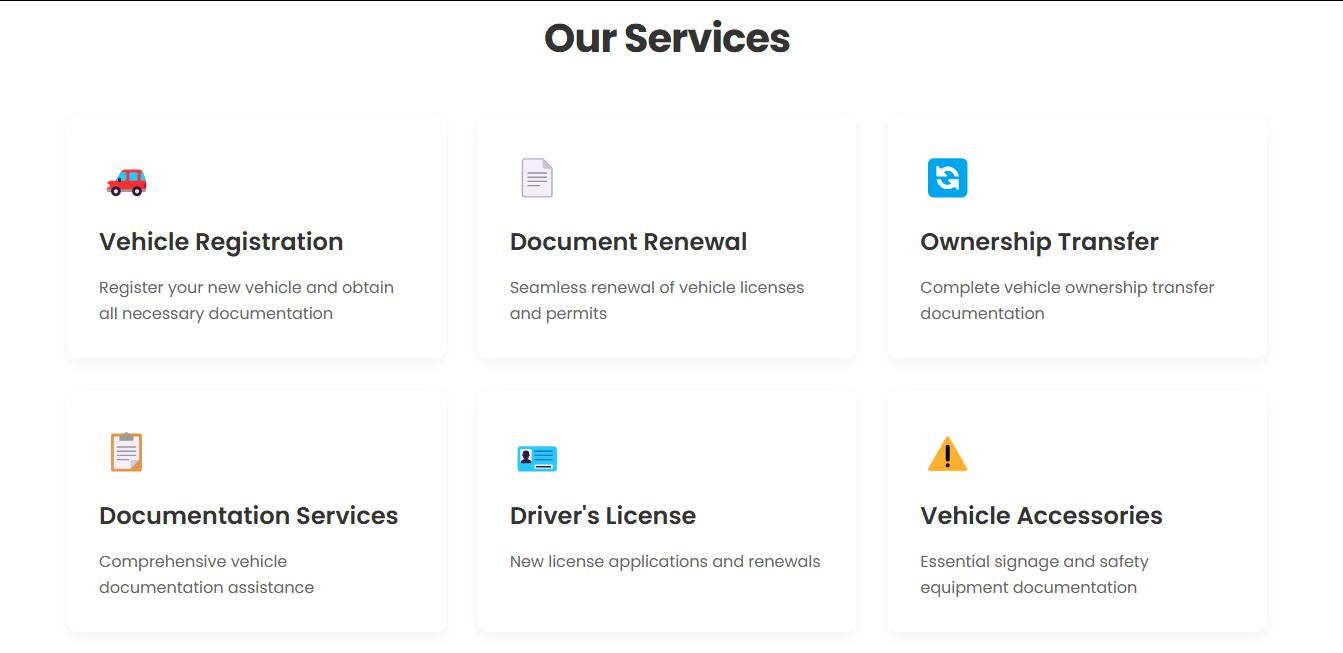 Our Services
Vehicle Registration
Register your new vehicle and obtain
all necessary documentation
Document Renewal
Seamless renewal of vehicle licenses
and permits
Ownership Transfer
Complete vehicle ownership transfer
documentation
Documentation Services
Comprehensive vehicle
documentation assistance
Driver's License
New license applications and renewals
Vehicle Accessories
Essential signage and safety
equipment documentation